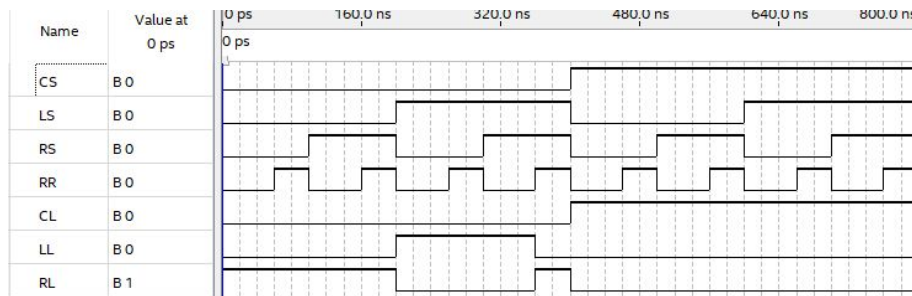 Name
Value at
0 ps
0 ps
160.0 ns
320.0 ns
480.0 ns
640.0 ns
800.0 ns
0 ps
CS
B 0
LS
B 0
RS
B 0
RR
B 0
CL
B 0
LL
B 0
RL
B 1